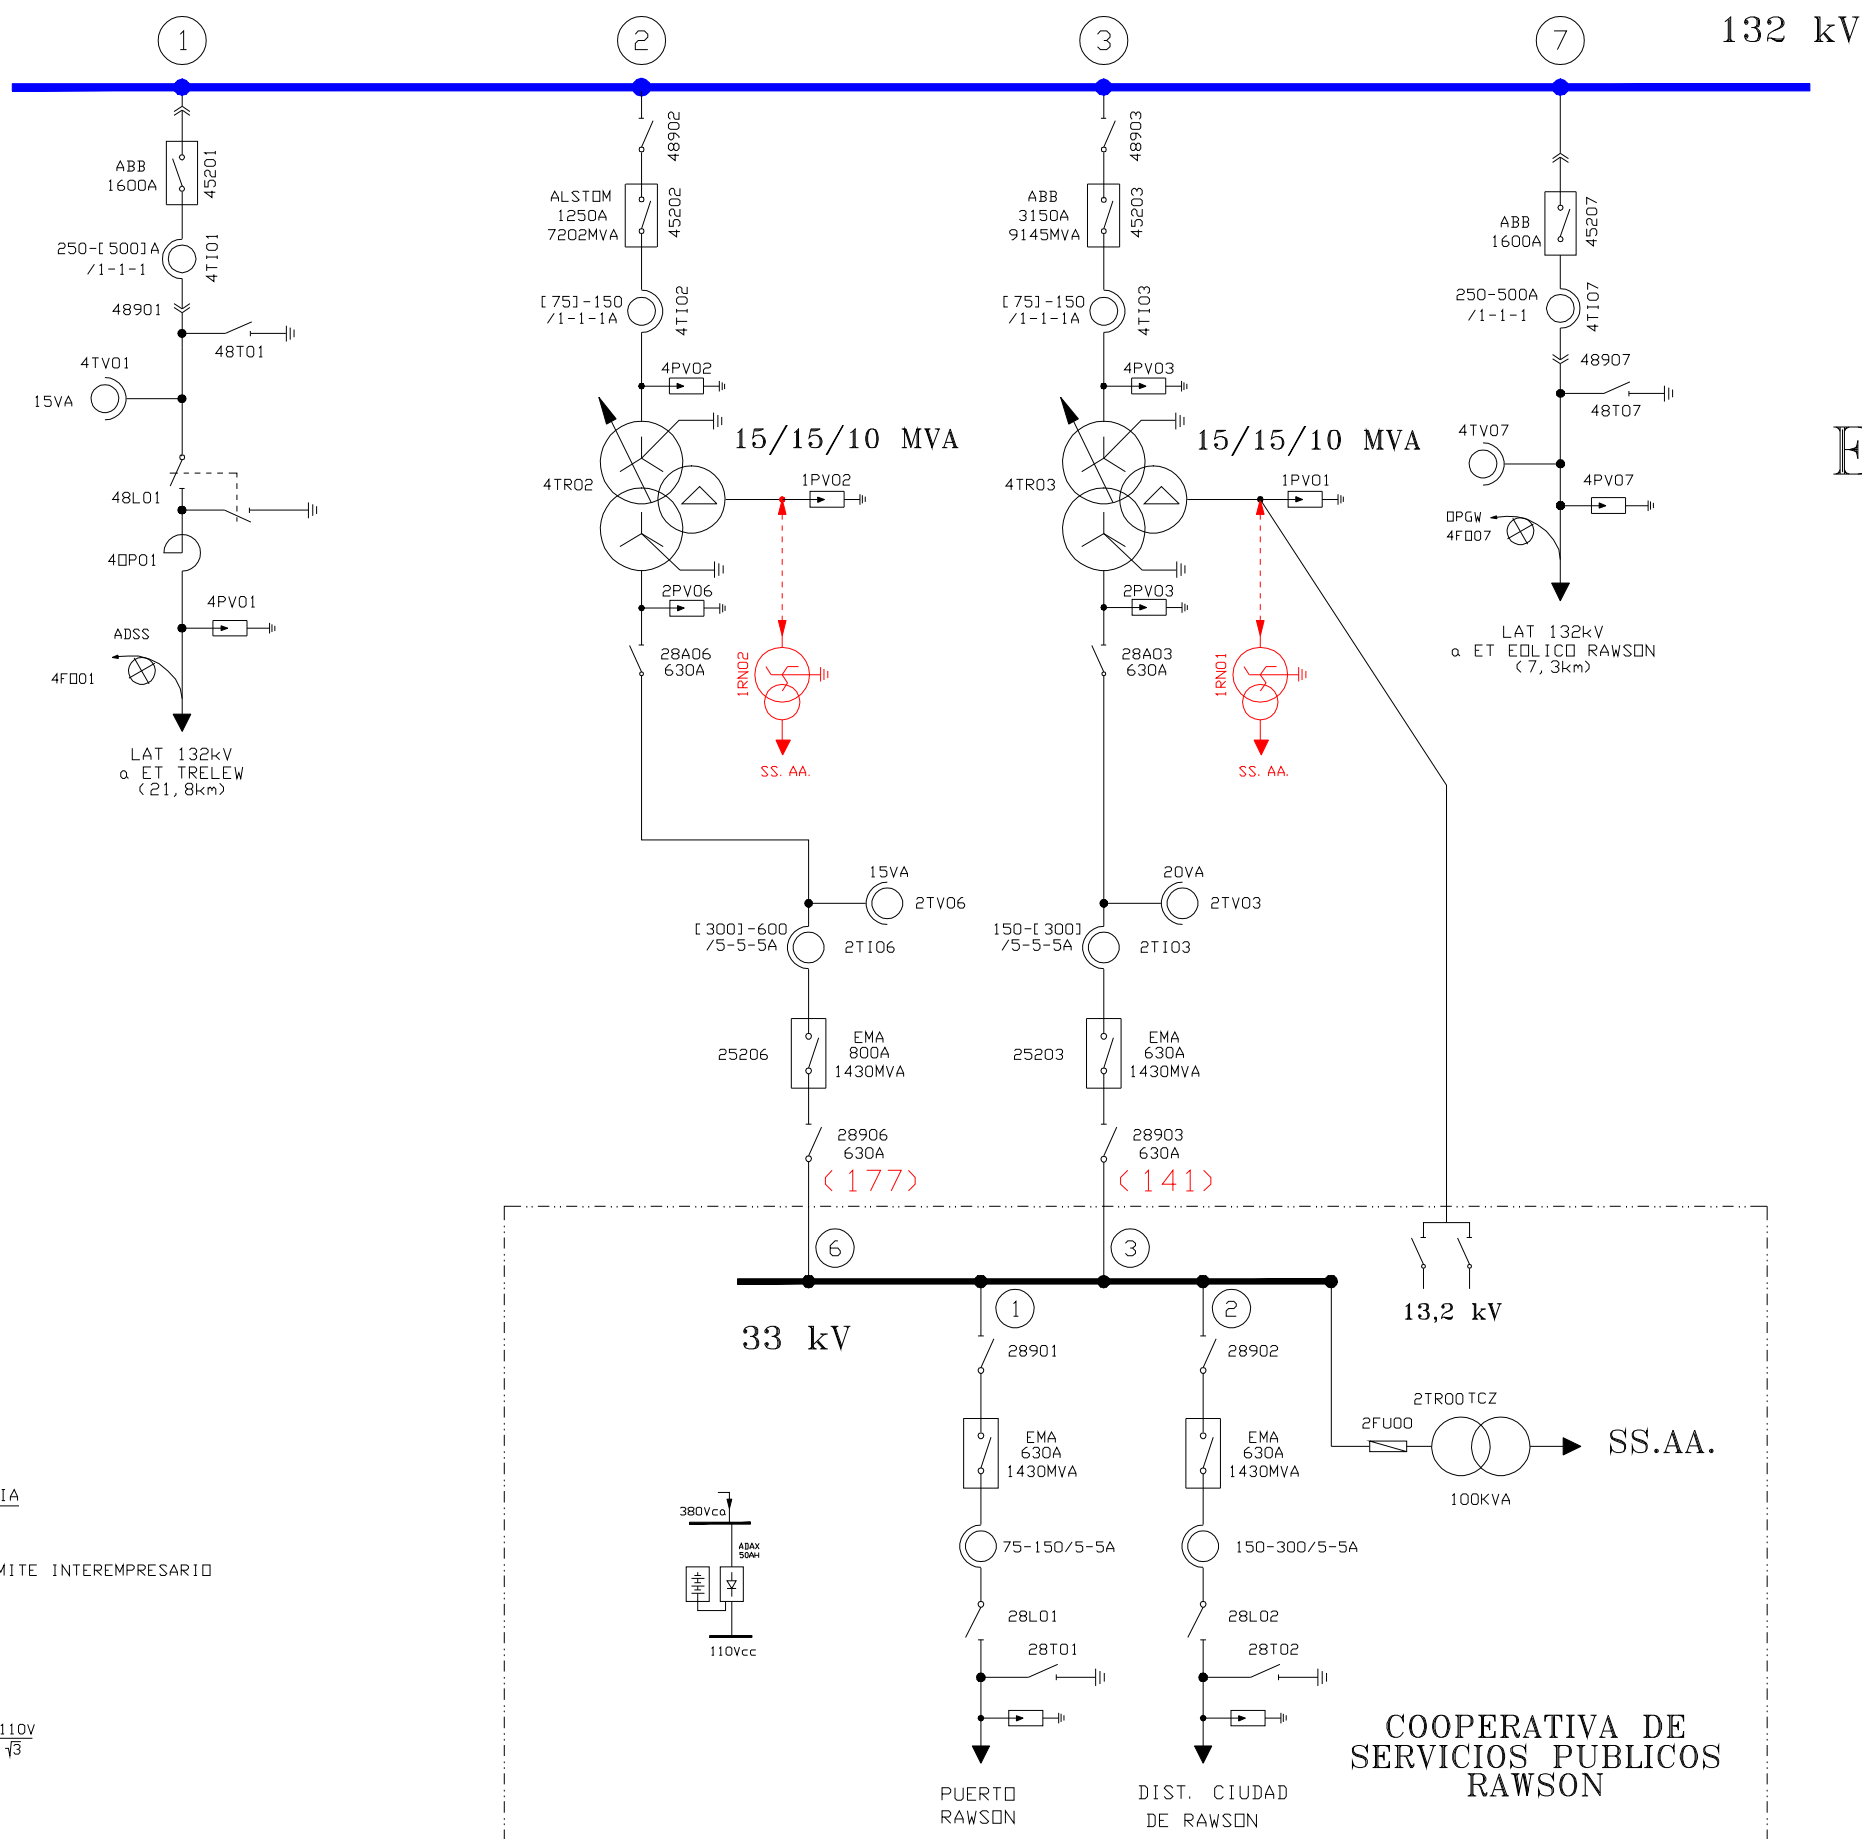 1
2
3
7
132 kV
48902
48903
ABB
1600A
45201
ALSTOM
1250A
7202MVA
45202
ABB
3150A
9145MVA
45203
ABB
1600A
45207
250-[500]A
/1-1-1
4TI01
[75]-150
/1-1-1A
4TI02
[75]-150
/1-1-1A
4TI03
250-500A
/1-1-1
4TI07
48901
48T01
48907
48T07
4TV01
15VA
4PV02
4PV03
15/15/10 MVA
15/15/10 MVA
4TV07
E
4TR02
1PV02
4TR03
1PV01
4PV07
48L01
OPGW
4FO07
4OP01
4PV01
2PV06
2PV03
ADSS
4FO01
28A06
630A
1RN02
28A03
630A
1RN01
LAT 132kV
a ET EOLICO RAWSON
(7,3km)
LAT 132kV
a ET TRELEW
(21,8km)
SS. AA.
SS. AA.
15VA
2TV06
20VA
2TV03
[300]-600
/5-5-5A
2TI06
150-[300]
/5-5-5A
2TI03
25206
EMA
800A
1430MVA
25203
EMA
630A
1430MVA
28906
630A
(177)
28903
630A
(141)
6
3
1
2
13,2 kV
33 kV
28901
28902
2TR00 TCZ
2FU00
SS.AA.
100KVA
EMA
630A
1430MVA
EMA
630A
1430MVA
IA
380Vca
ADAX
50AH
75-150/5-5A
150-300/5-5A
MITE INTEREMPRESARIO
28L01
28L02
110Vcc
28T01
28T02
110V
√3
COOPERATIVA DE
SERVICIOS PUBLICOS
RAWSON
PUERTO
RAWSON
DIST. CIUDAD
DE RAWSON